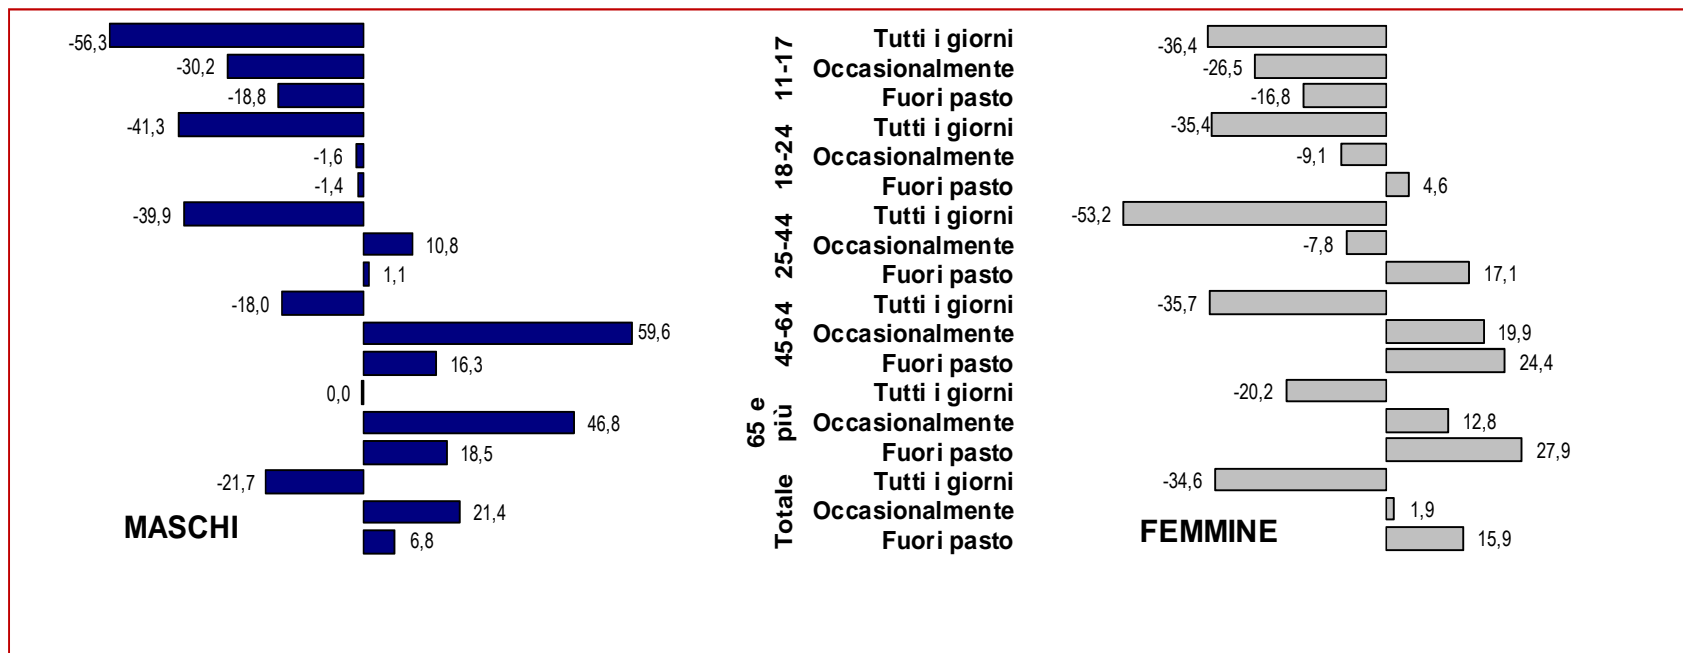 -56,3 Tutti i giorni -36,4
-30,2 Occasionalmente -26,5
-18,8 Fuori pasto -16,8
11-17
-41,3 Tutti i giorni -35,4
-1,6 Occasionalmente -9,1
-1,4 Fuori pasto 4,6
18-24
-39,9 Tutti i giorni -53,2
10,8 Occasionalmente -7,8
1,1 Fuori pasto 17,1
25-44
-18,0 Tutti i giorni -35,7
59,6 Occasionalmente 19,9
16,3 Fuori pasto 24,4
45-64
0,0 Tutti i giorni -20,2
46,8 Occasionalmente 12,8
18,5 Fuori pasto 27,9
65 e
più
-21,7 Tutti i giorni -34,6
21,4 Occasionalmente 1,9
6,8 Fuori pasto 15,9
Totale
MASCHI
FEMMINE